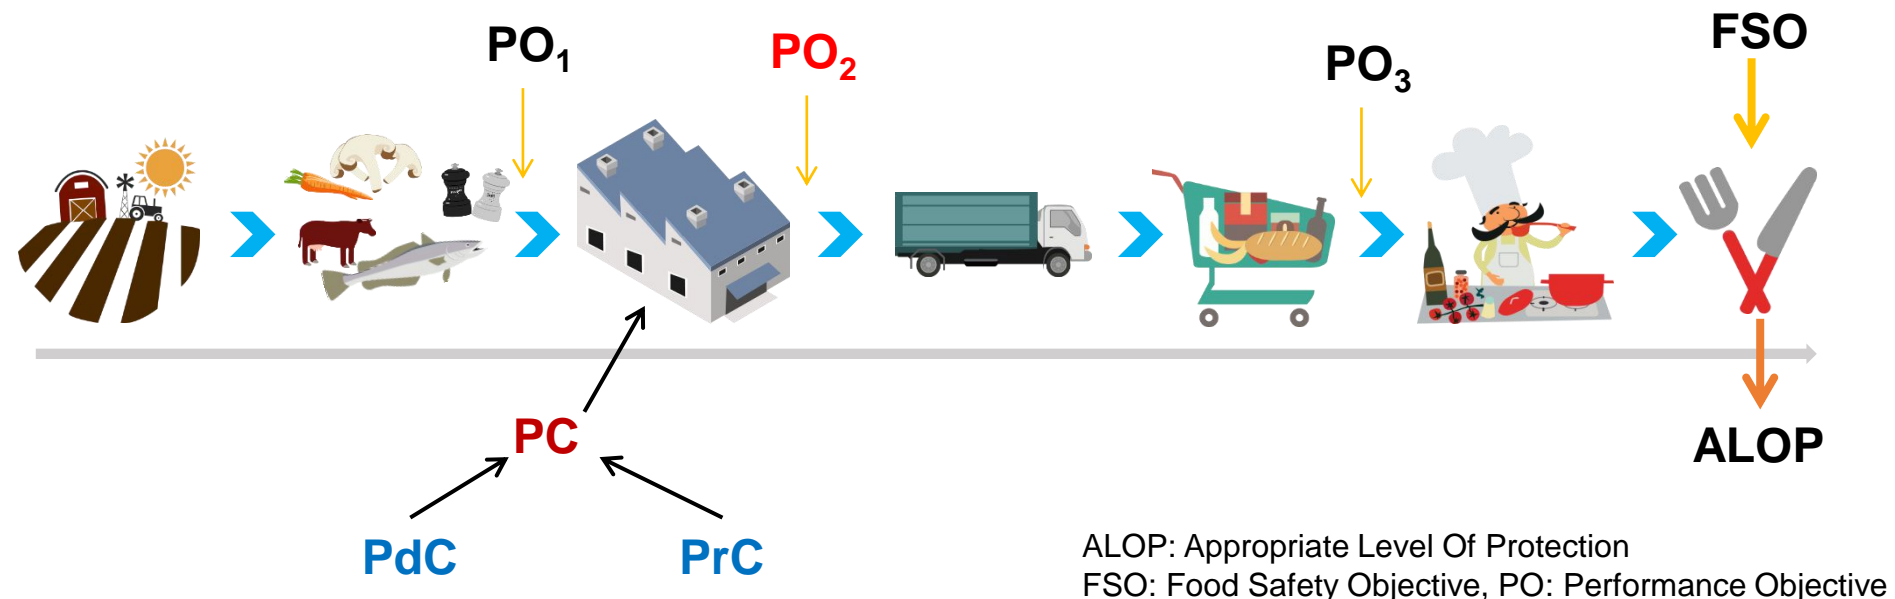 PO1
PO2
PO3
FSO
PC
ALOP
PdC
PrC
ALOP: Appropriate Level Of Protection
FSO: Food Safety Objective, PO: Performance Objective